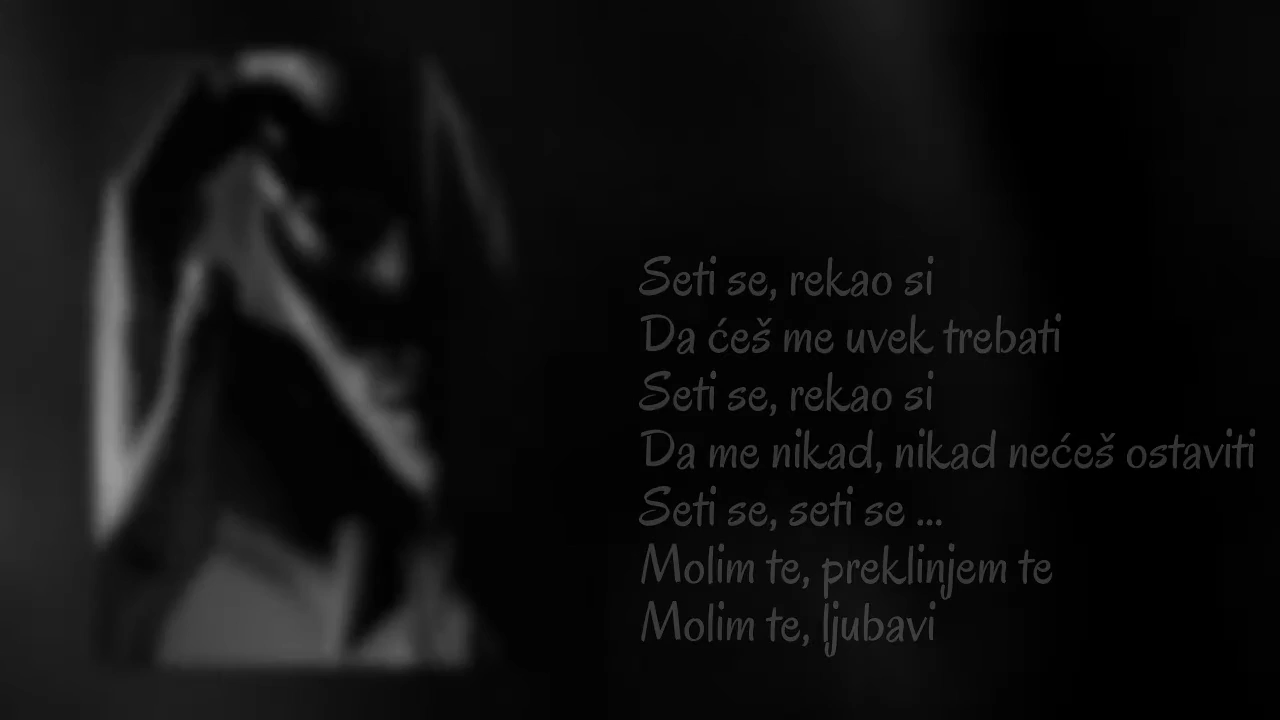 Seti se, rekao si
Da ćeš me uvek trebati
Seti se, rekao si
Da me nikad, nikad nećeš ostaviti
Seti se, seti se ...
Molim te, preklinjem te
Molim te, ljubavi